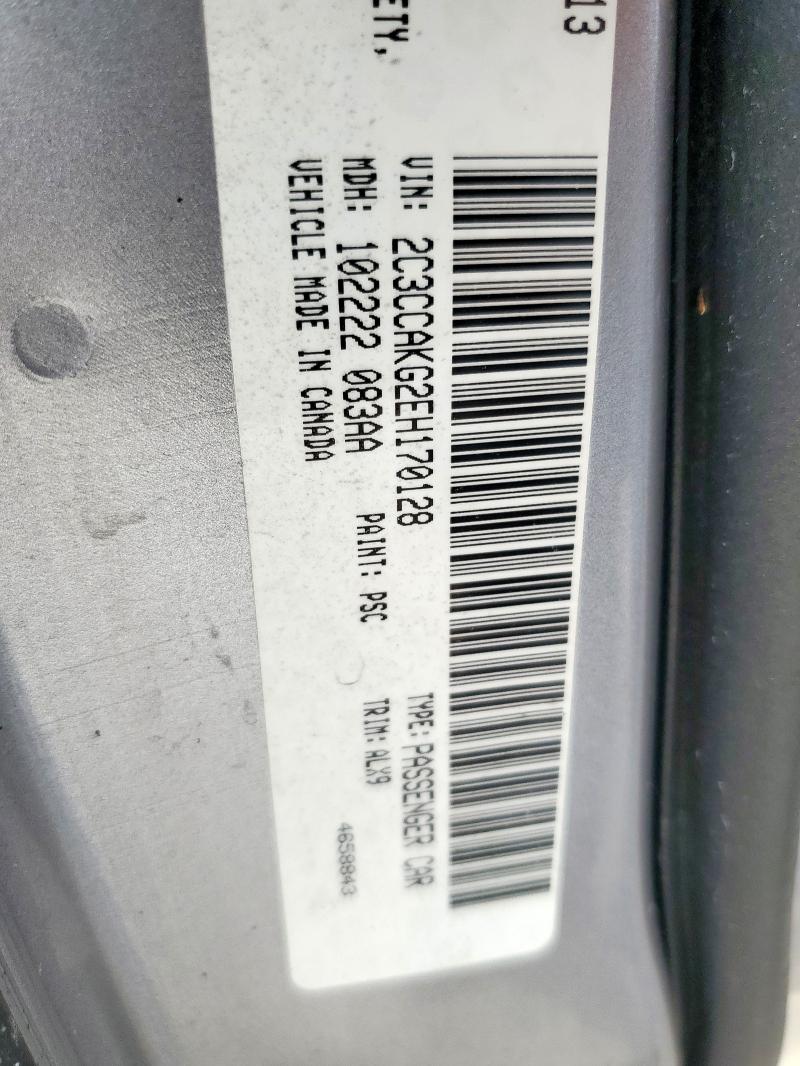 13
ETY,
VIN: 2C3CCAKG2EH170128 TYPE: PASSENGER CAR
MDH: 102222 083AA PAINT: PSC TRIM: ALX9
VEHICLE MADE IN CANADA 4658843